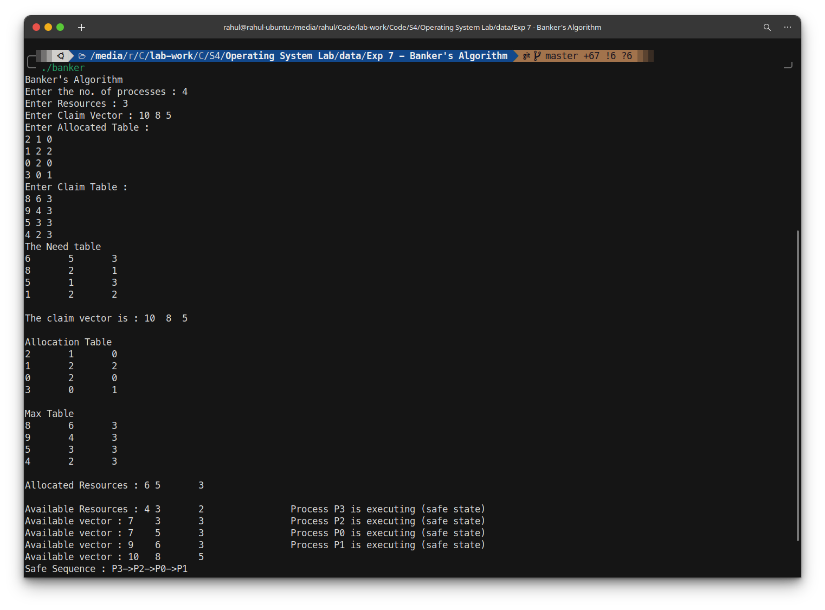 rahul@rahul-ubuntu:/media/rahul/Code/lab-work/Code/S4/Operating System Lab/data/Exp 7 - Banker's Algorithm
/media/r/C/lab-work/C/S4/Operating System Lab/data/Exp 7 - Banker's Algorithm master +67 !6 ?6
./banker
Banker's Algorithm
Enter the no. of processes : 4
Enter Resources : 3
Enter Claim Vector : 10 8 5
Enter Allocated Table :
2 1 0
1 2 2
0 2 0
3 0 1
Enter Claim Table :
8 6 3
9 4 3
5 3 3
4 2 3
The Need table
6 5 3
8 2 1
5 1 3
1 2 2
The claim vector is : 10 8 5
Allocation Table
2 1 0
1 2 2
0 2 0
3 0 1
Max Table
8 6 3
9 4 3
5 3 3
4 2 3
Allocated Resources : 6 5 3
Available Resources : 4 3 2 Process P3 is executing (safe state)
Available vector : 7 3 3 Process P2 is executing (safe state)
Available vector : 7 5 3 Process P0 is executing (safe state)
Available vector : 9 6 3 Process P1 is executing (safe state)
Available vector : 10 8 5
Safe Sequence : P3->P2->P0->P1